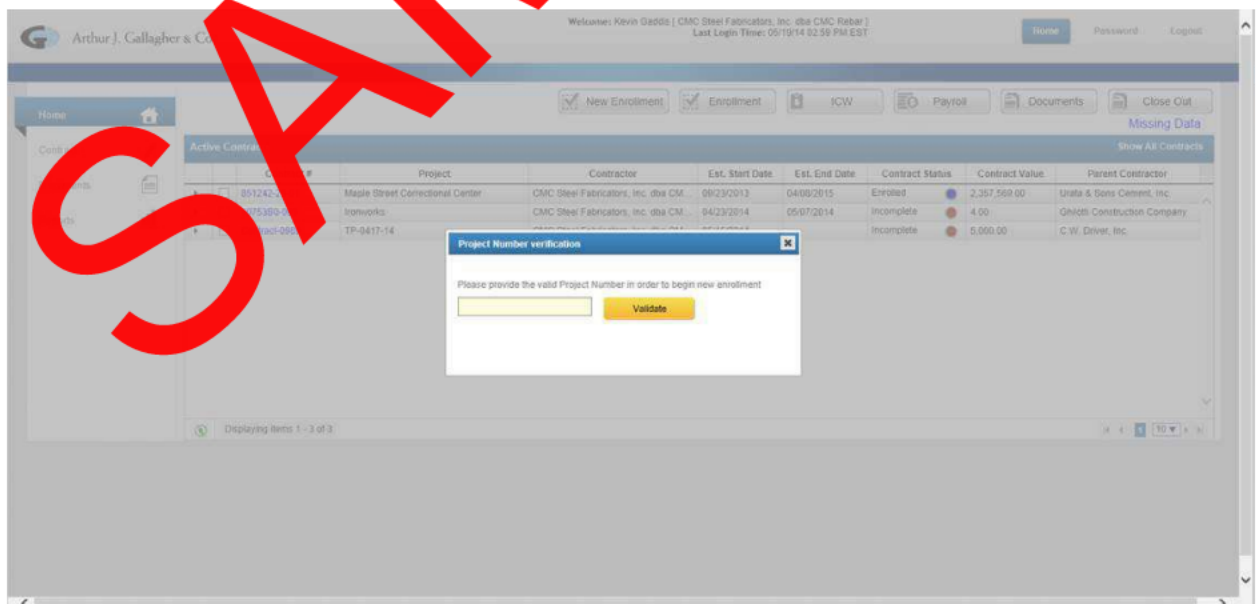 Arthur J. Gallagher & Co
Welcome: Kevin Gaddis [ CMC Steel Fabricators, Inc. dba CMC Rebar ]
Last Login Time: 05/19/14 02:59 PM EST
Home Password Logout
New Enrollment Enrollment ICW Payroll Documents Close Out
Missing Data
Home
Active Contrac Show All Contracts
# Project Contractor Est. Start Date Est. End Date Contract Status Contract Value Parent Contractor
851242- Maple Street Correctional Center CMC Steel Fabricators, Inc. dba CM... 09/23/2013 04/08/2015 Enrolled 2,357,569.00 Urata & Sons Cement, Inc.
Ironworks CMC Steel Fabricators, Inc. dba CM... 04/23/2014 05/07/2014 Incomplete 4.00 Ghilotti Construction Company
TP-0417-14 Incomplete 5,000.00 C.W. Driver, Inc.
Project Number verification
Please provide the valid Project Number in order to begin new enrollment
Validate
Displaying items 1 - 3 of 3
10